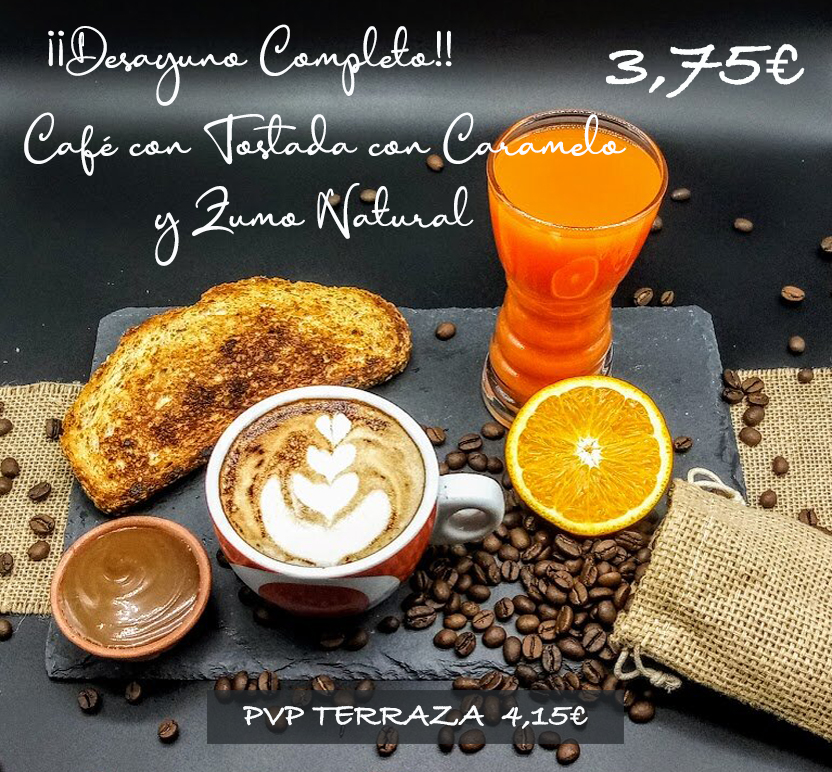 ¡¡Desayuno Completo!!
3,75€
Café con Tostada con Caramelo
y Zumo Natural
PVP TERRAZA 4,15€